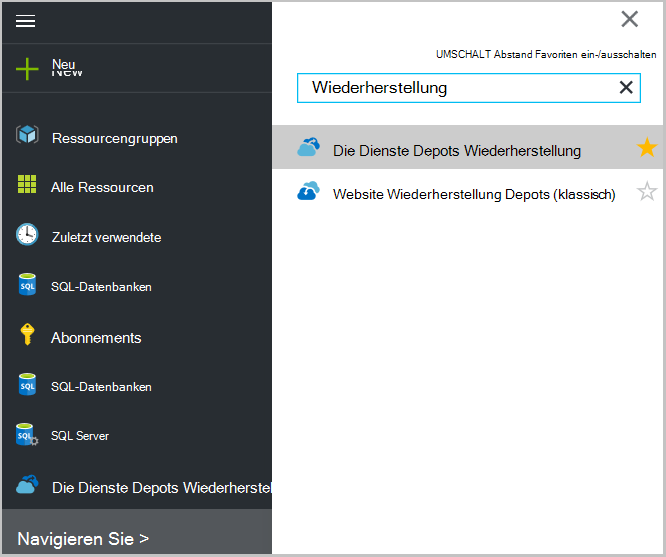 Neu
New
Ressourcengruppen
Alle Ressourcen
Zuletzt verwendete
SQL-Datenbanken
Abonnements
SQL-Datenbanken
SQL Server
Die Dienste Depots Wiederherstel
Navigieren Sie >
UMSCHALT Abstand Favoriten ein-/ausschalten
Wiederherstellung
Die Dienste Depots Wiederherstellung
Website Wiederherstellung Depots (klassisch)